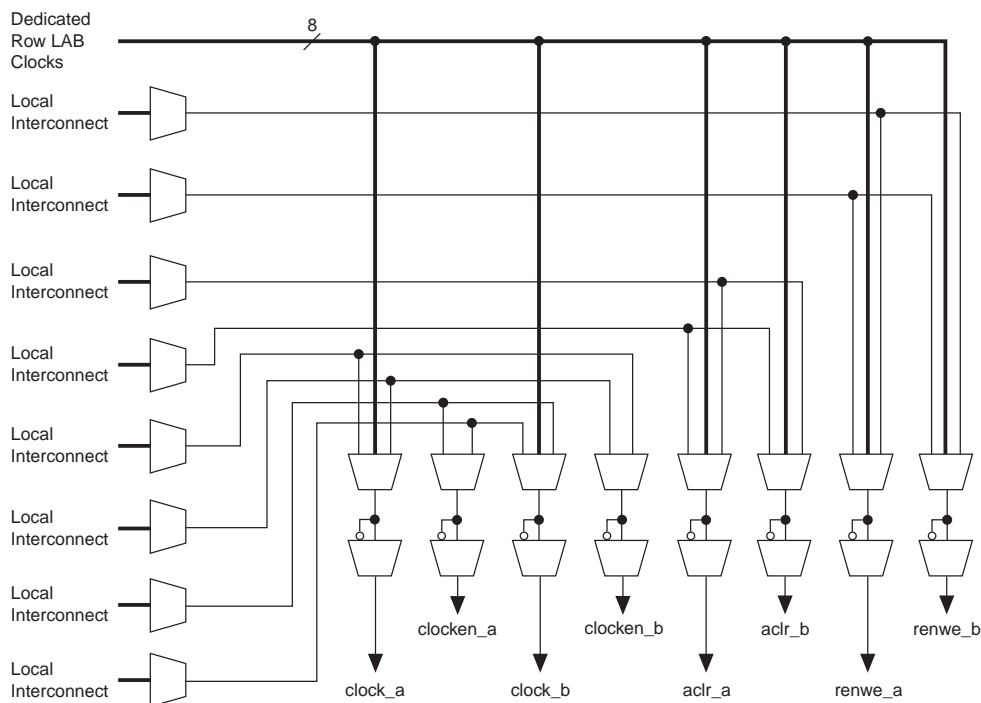 Dedicated
Row LAB
Clocks
8
Local
Interconnect
Local
Interconnect
Local
Interconnect
Local
Interconnect
Local
Interconnect
Local
Interconnect
Local
Interconnect
Local
Interconnect
clocken_a
clocken_b
aclr_b
renwe_b
clock_a
clock_b
aclr_a
renwe_a